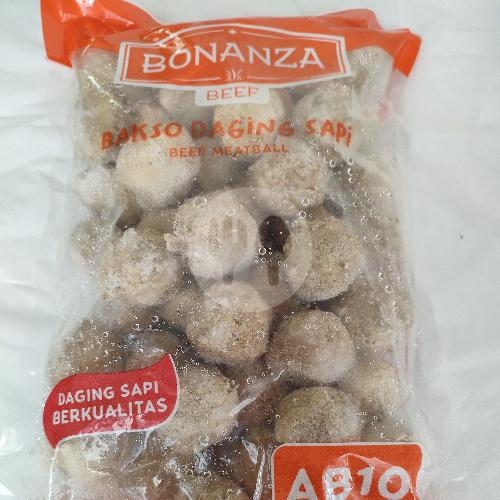 BONANZA
BEEF
BAKSO DAGING SAPI
BEEF MEATBALL
DAGING SAPI
BERKUALITAS
AB10